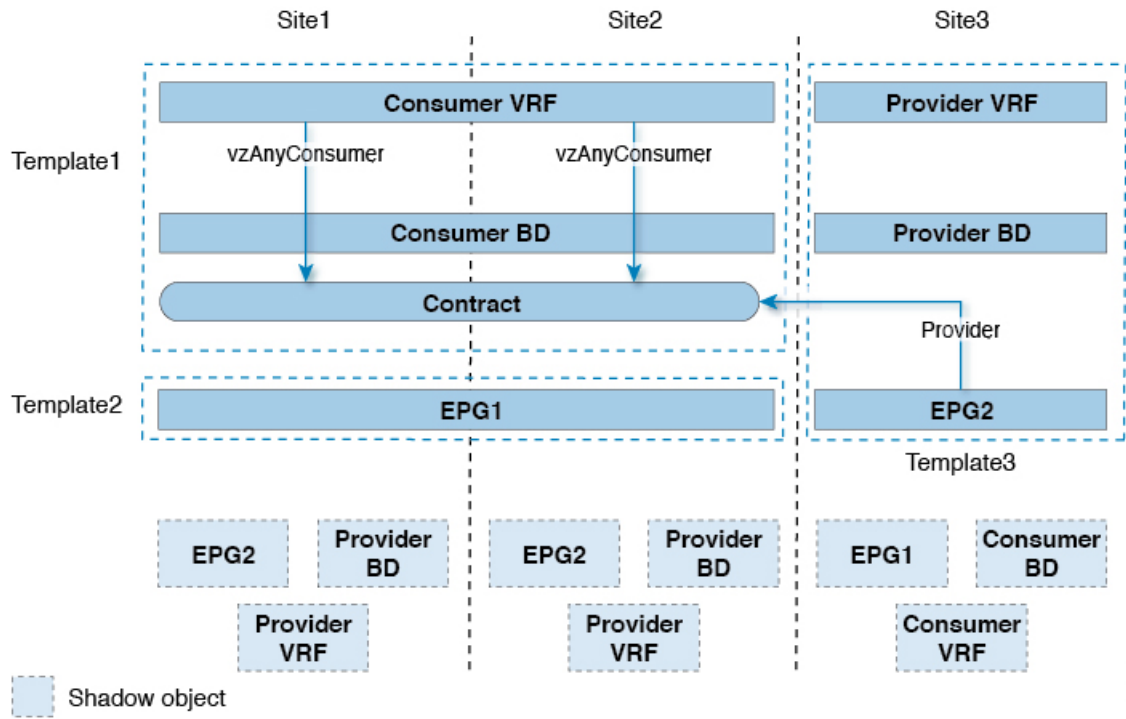 Site1
Site2
Site3
Consumer VRF
Provider VRF
Template1
vzAnyConsumer
vzAnyConsumer
Consumer BD
Provider BD
Contract
Provider
Template2
EPG1
EPG2
Template3
EPG2
Provider
BD
EPG2
Provider
BD
EPG1
Consumer
BD
Provider
VRF
Provider
VRF
Consumer
VRF
Shadow object